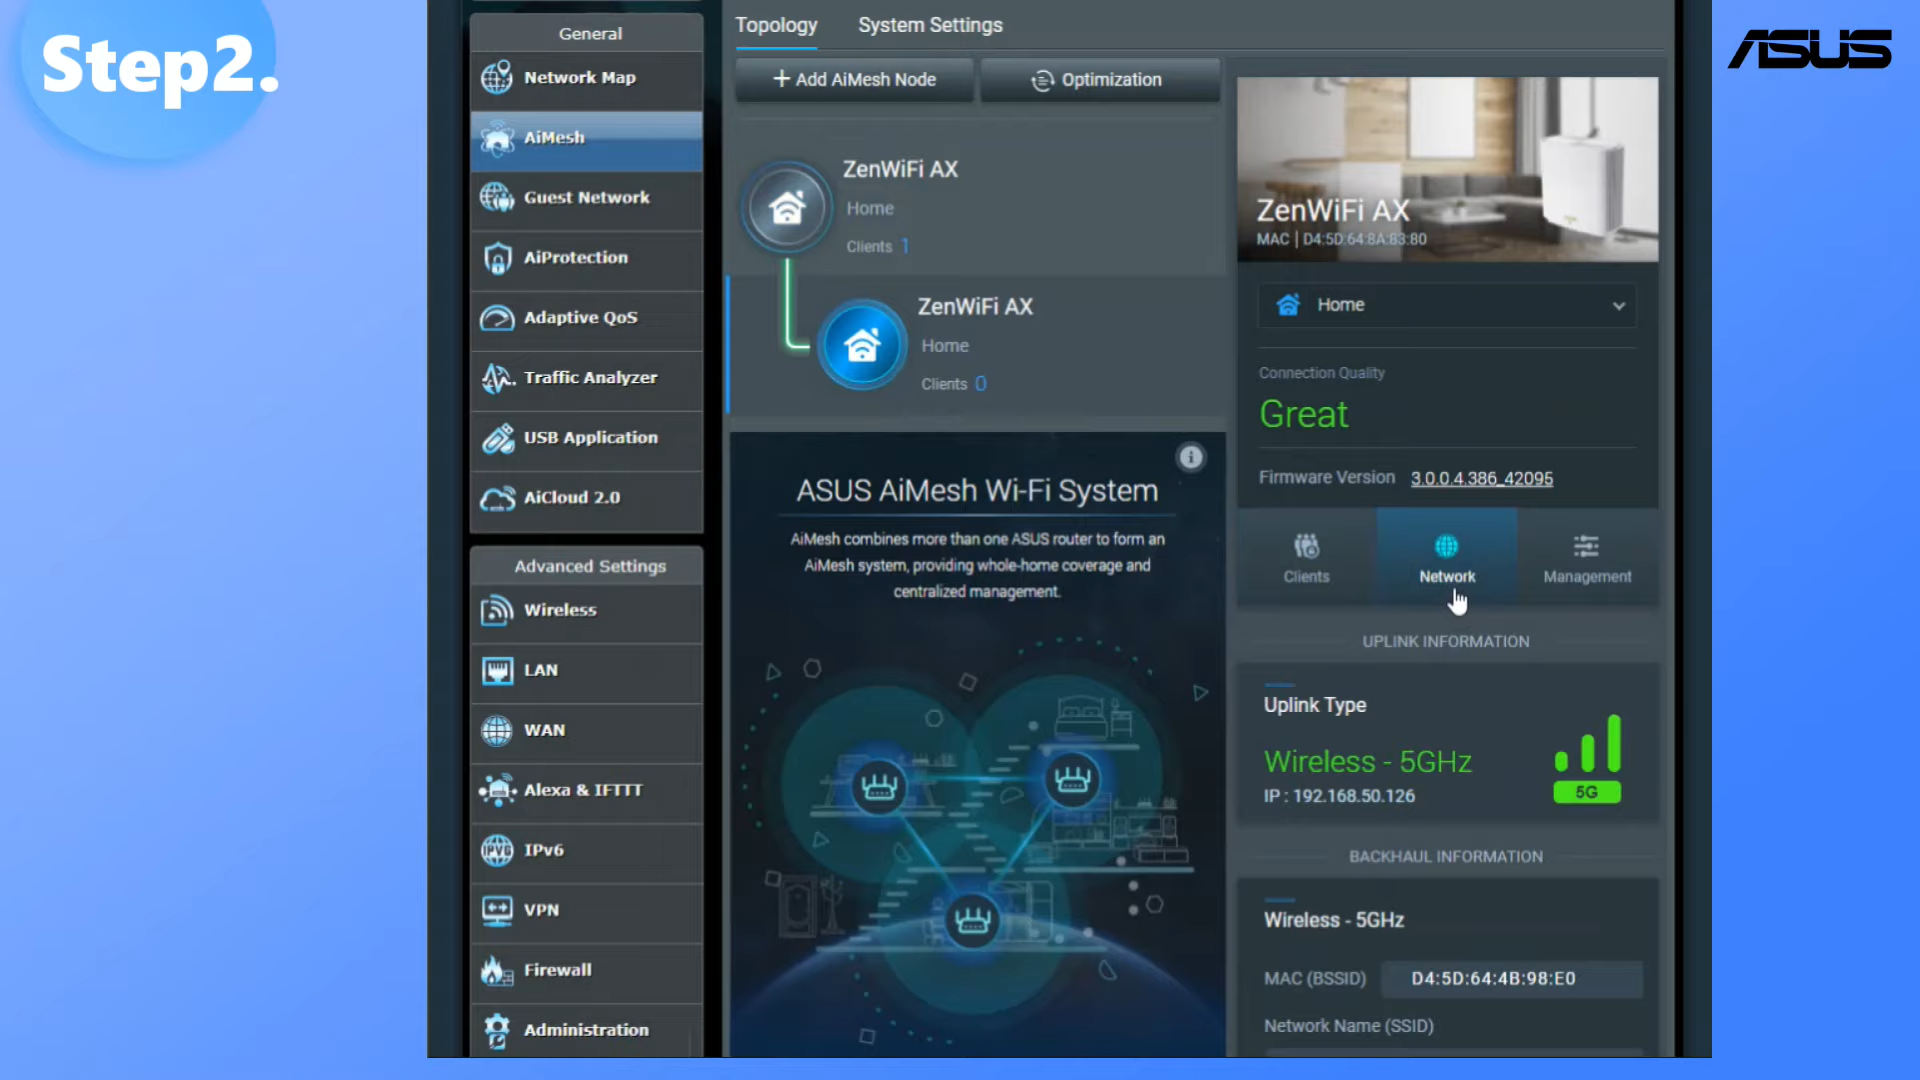 Step2.
ASUS
General
Network Map
AiMesh
Guest Network
AiProtection
Adaptive QoS
Traffic Analyzer
USB Application
AiCloud 2.0
Advanced Settings
Wireless
LAN
WAN
Alexa & IFTTT
IPv6
VPN
Firewall
Administration
Topology
System Settings
+ Add AiMesh Node
Optimization
ZenWiFi AX
Home
Clients 1
ZenWiFi AX
Home
Clients 0
ASUS AiMesh Wi-Fi System
AiMesh combines more than one ASUS router to form an
AiMesh system, providing whole-home coverage and
centralized management.
ZenWiFi AX
MAC | D4:5D:64:8A:83:80
Home
Connection Quality
Great
Firmware Version 3.0.0.4.386_42095
Clients
Network
Management
UPLINK INFORMATION
Uplink Type
Wireless - 5GHz
IP : 192.168.50.126
5G
BACKHAUL INFORMATION
Wireless - 5GHz
MAC (BSSID) D4:5D:64:4B:98:E0
Network Name (SSID)